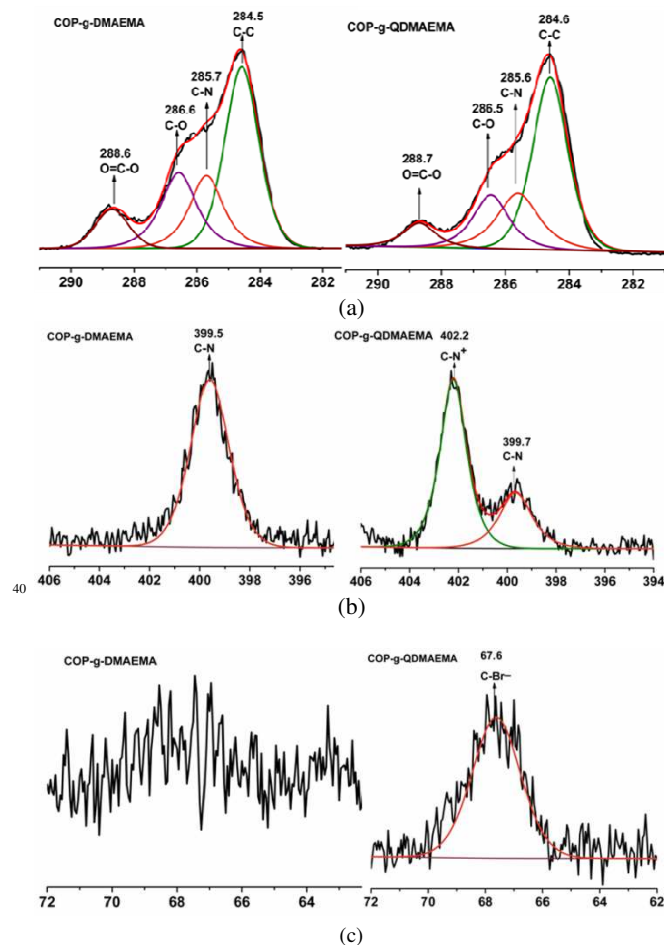 COP-g-DMAEMA
284.5
C-C
285.7
C-N
286.6
C-O
288.6
O=C-O
290 288 286 284 282
COP-g-QDMAEMA
284.6
C-C
285.6
C-N
286.5
C-O
288.7
O=C-O
290 288 286 284 282
(a)
COP-g-DMAEMA
399.5
C-N
406 404 402 400 398 396
COP-g-QDMAEMA
402.2
C-N+
399.7
C-N
406 404 402 400 398 396 394
40
(b)
COP-g-DMAEMA
72 70 68 66 64
COP-g-QDMAEMA
67.6
C-Br–
72 70 68 66 64 62
(c)